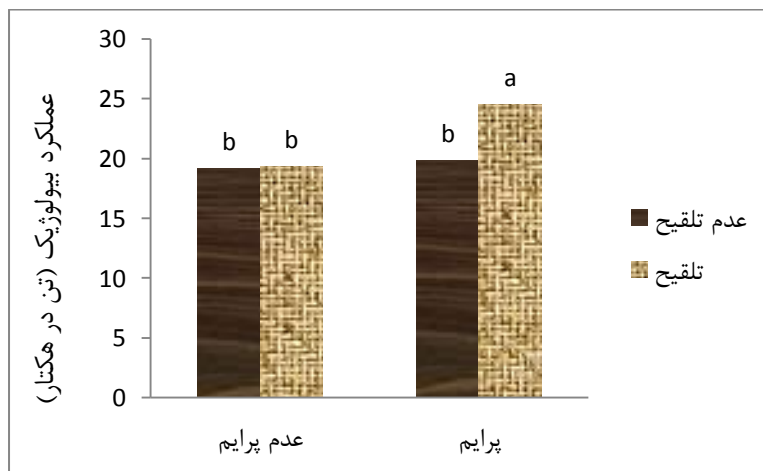 عملکرد بیولوژیک (تن در هکتار)
30
25
20
15
10
5
0
b
b
b
a
عدم پرایم
پرایم
عدم تلقیح
تلقیح